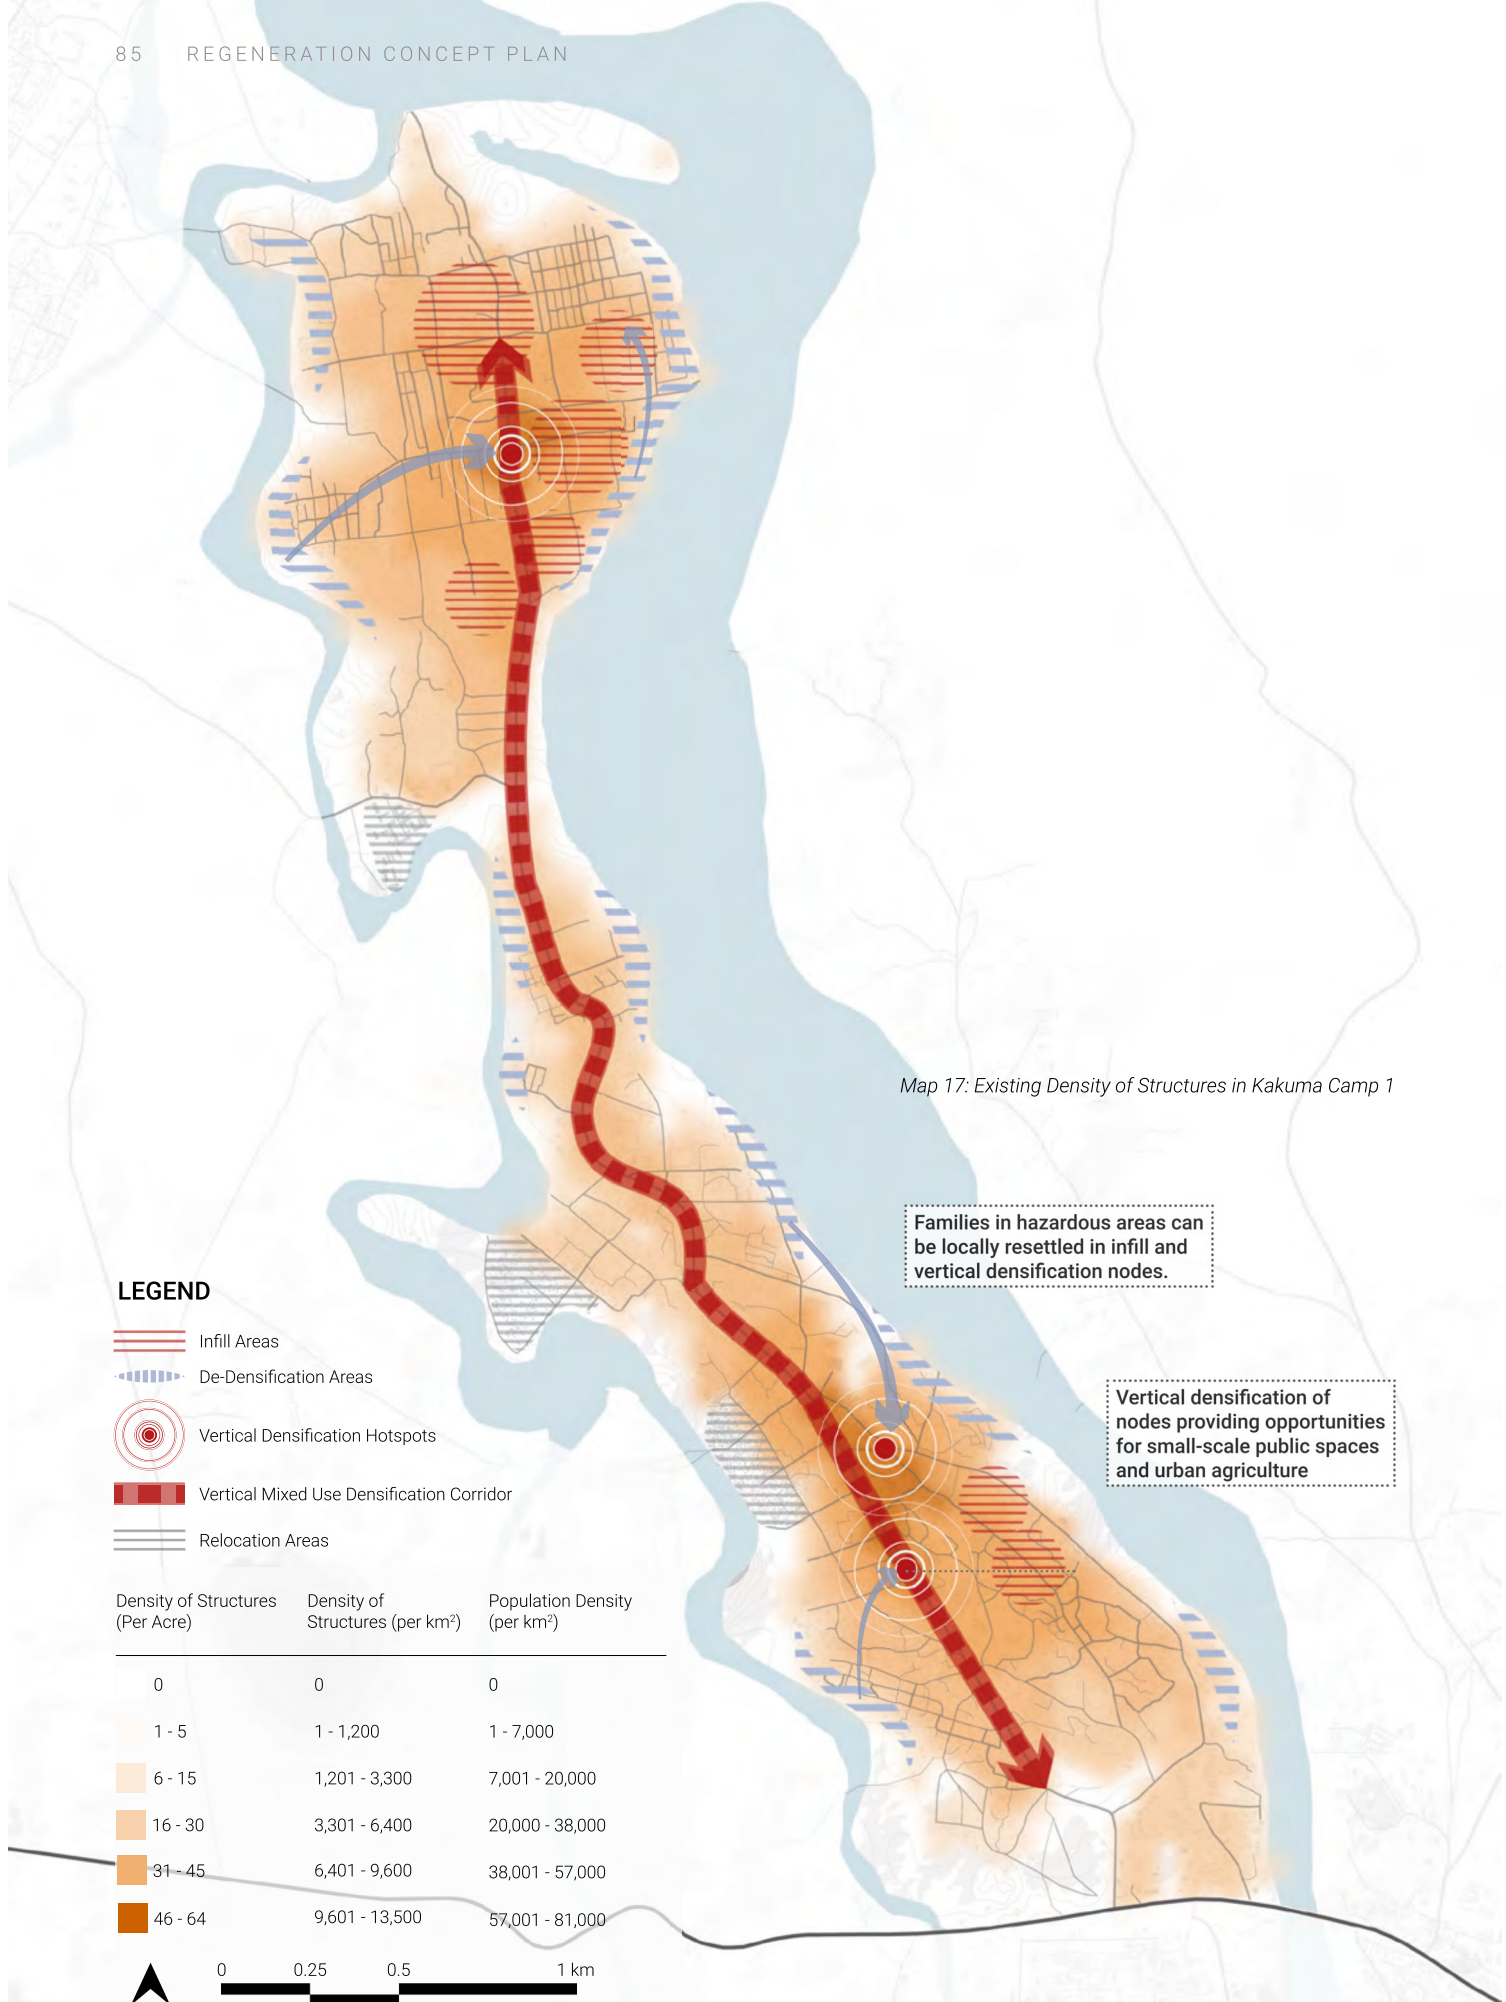 85 REGENERATION CONCEPT PLAN
Map 17: Existing Density of Structures in Kakuma Camp 1
Families in hazardous areas can
be locally resettled in infill and
vertical densification nodes.
Vertical densification of
nodes providing opportunities
for small-scale public spaces
and urban agriculture
LEGEND
Infill Areas
De-Densification Areas
Vertical Densification Hotspots
Vertical Mixed Use Densification Corridor
Relocation Areas
Density of Structures (Per Acre) Density of Structures (per km²) Population Density (per km²)
0 0 0
1 - 5 1 - 1,200 1 - 7,000
6 - 15 1,201 - 3,300 7,001 - 20,000
16 - 30 3,301 - 6,400 20,000 - 38,000
31 - 45 6,401 - 9,600 38,001 - 57,000
46 - 64 9,601 - 13,500 57,001 - 81,000
0 0.25 0.5 1 km